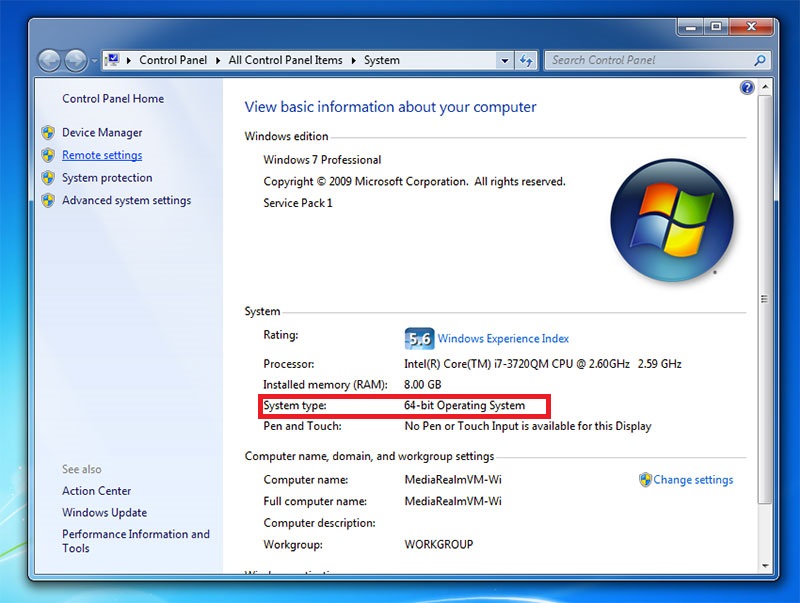 Control Panel
All Control Panel Items
System
Search Control Panel
Control Panel Home
Device Manager
Remote settings
System protection
Advanced system settings
See also
Action Center
Windows Update
Performance Information and
Tools
View basic information about your computer
Windows edition
Windows 7 Professional
Copyright © 2009 Microsoft Corporation. All rights reserved.
Service Pack 1
System
Rating: 5.6 Windows Experience Index
Processor: Intel(R) Core(TM) i7-3720QM CPU @ 2.60GHz 2.59 GHz
Installed memory (RAM): 8.00 GB
System type: 64-bit Operating System
Pen and Touch: No Pen or Touch Input is available for this Display
Computer name, domain, and workgroup settings
Computer name: MediaRealmVM-Wi Change settings
Full computer name: MediaRealmVM-Wi
Computer description:
Workgroup: WORKGROUP